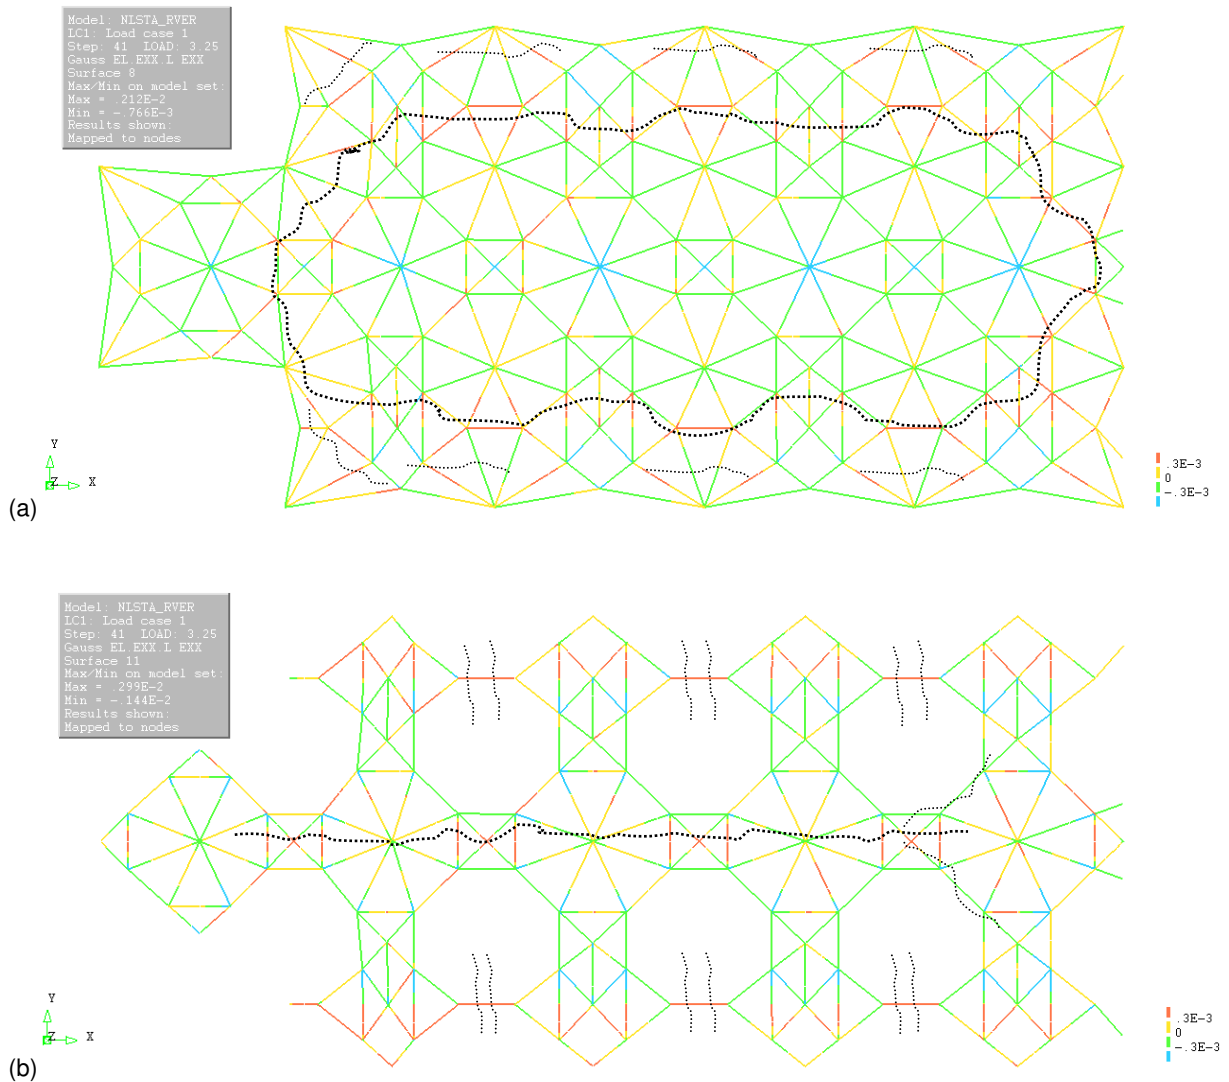 Model: NLSTA_RVER
LC1: Load case 1
Step: 41 LOAD: 3.25
Gauss EL.EXX.L EXX
Surface 8
Max/Min on model set:
Max = .212E-2
Min = -.766E-3
Results shown:
Mapped to nodes
Y
Z X
.3E-3
0
-.3E-3
(a)
Model: NLSTA_RVER
LC1: Load case 1
Step: 41 LOAD: 3.25
Gauss EL.EXX.L EXX
Surface 11
Max/Min on model set:
Max = .299E-2
Min = -.144E-2
Results shown:
Mapped to nodes
Y
Z X
.3E-3
0
-.3E-3
(b)